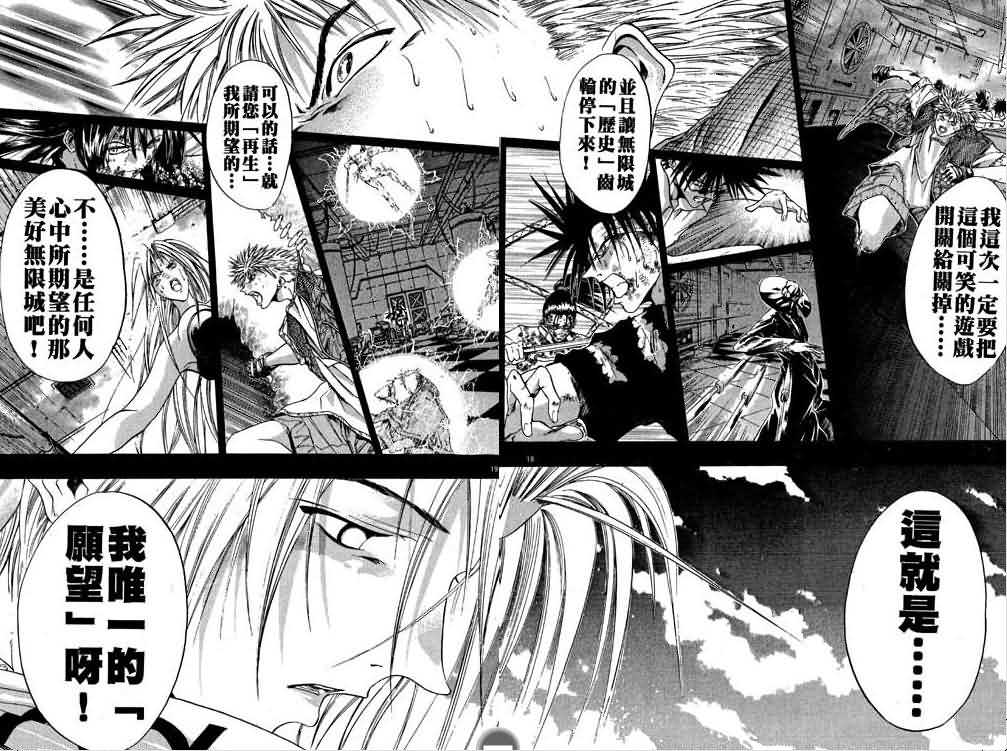 我這次一定要把
這個可笑的遊戲
開關給關掉……
並且讓無限城
的「歷史」齒
輪停下來！
可以的話…就
請您「再生」
我所期望的…
不……是任何人
心中所期望的那
美好無限城吧！
18
19
這就是……
我唯一的「
願望」呀！